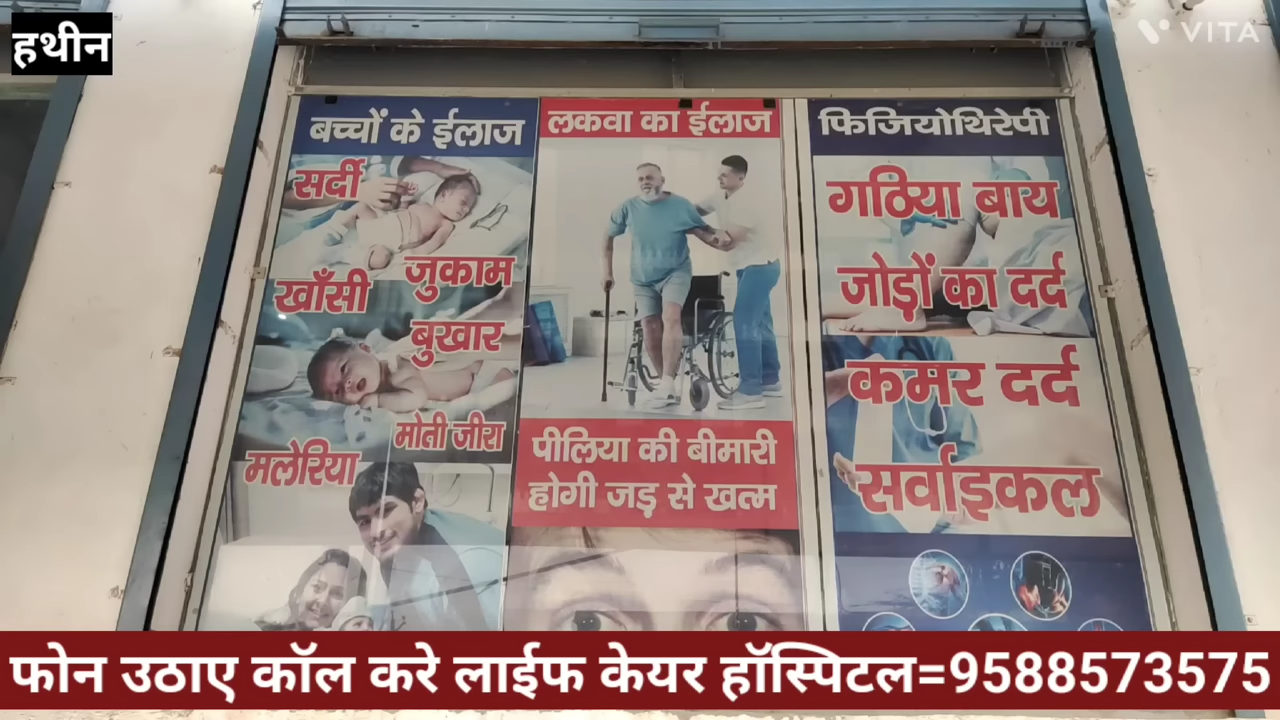 हथीन
VITA
बच्चों के ईलाज
सर्दी
खाँसी
जुकाम
बुखार
मोती जीरा
मलेरिया
लकवा का ईलाज
पीलिया की बीमारी
होगी जड़ से खत्म
फिजियोथिरेपी
गठिया बाय
जोड़ों का दर्द
कमर दर्द
सर्वाइकल
फोन उठाए कॉल करे लाईफ केयर हॉस्पिटल=9588573575